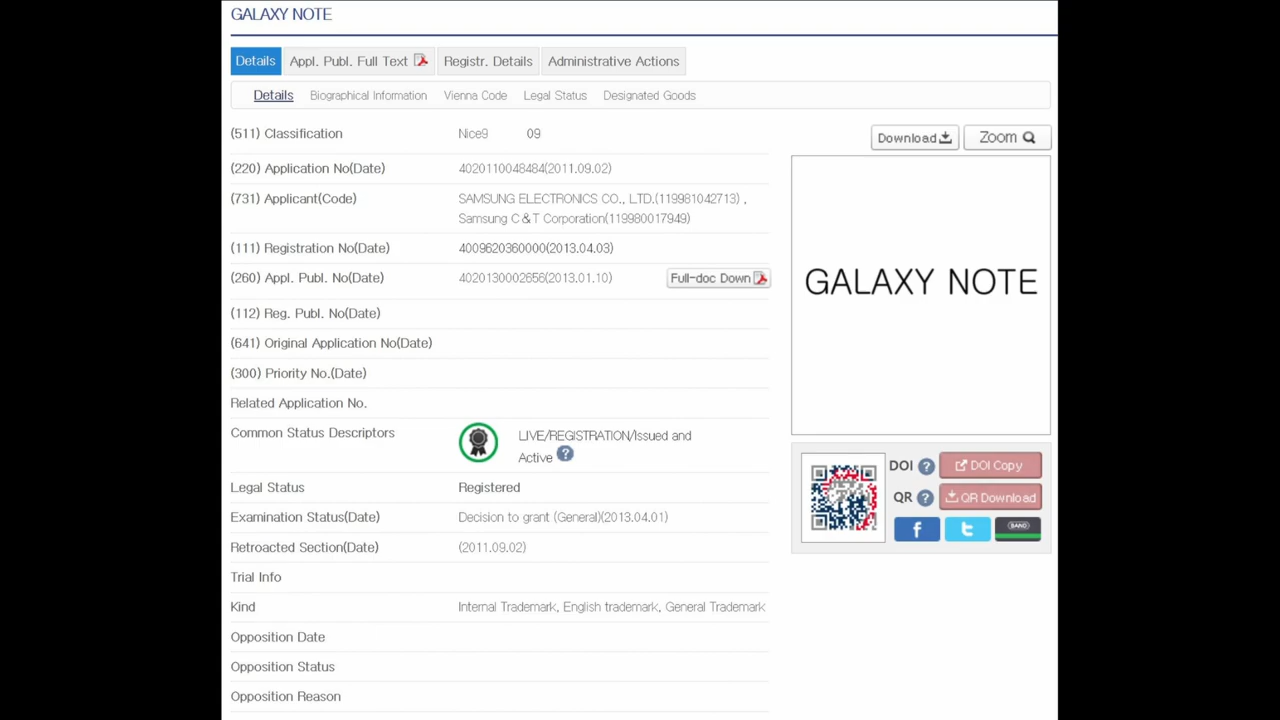 GALAXY NOTE
Details Appl. Publ. Full Text Registr. Details Administrative Actions
Details Biographical Information Vienna Code Legal Status Designated Goods
(511) Classification Nice9 09
Download Zoom
(220) Application No(Date) 4020110048484(2011.09.02)
(731) Applicant(Code) SAMSUNG ELECTRONICS CO., LTD.(119981042713) ,
Samsung C&T Corporation(119980017949)
(111) Registration No(Date) 4009620360000(2013.04.03)
(260) Appl. Publ. No(Date) 4020130002656(2013.01.10) Full-doc Down
GALAXY NOTE
(112) Reg. Publ. No(Date)
(641) Original Application No(Date)
(300) Priority No.(Date)
Related Application No.
Common Status Descriptors LIVE/REGISTRATION/Issued and
Active ?
DOI ? DOI Copy
Legal Status Registered
QR ? QR Download
Examination Status(Date) Decision to grant (General)(2013.04.01)
f t BAND
Retroacted Section(Date) (2011.09.02)
Trial Info
Kind Internal Trademark, English trademark, General Trademark
Opposition Date
Opposition Status
Opposition Reason